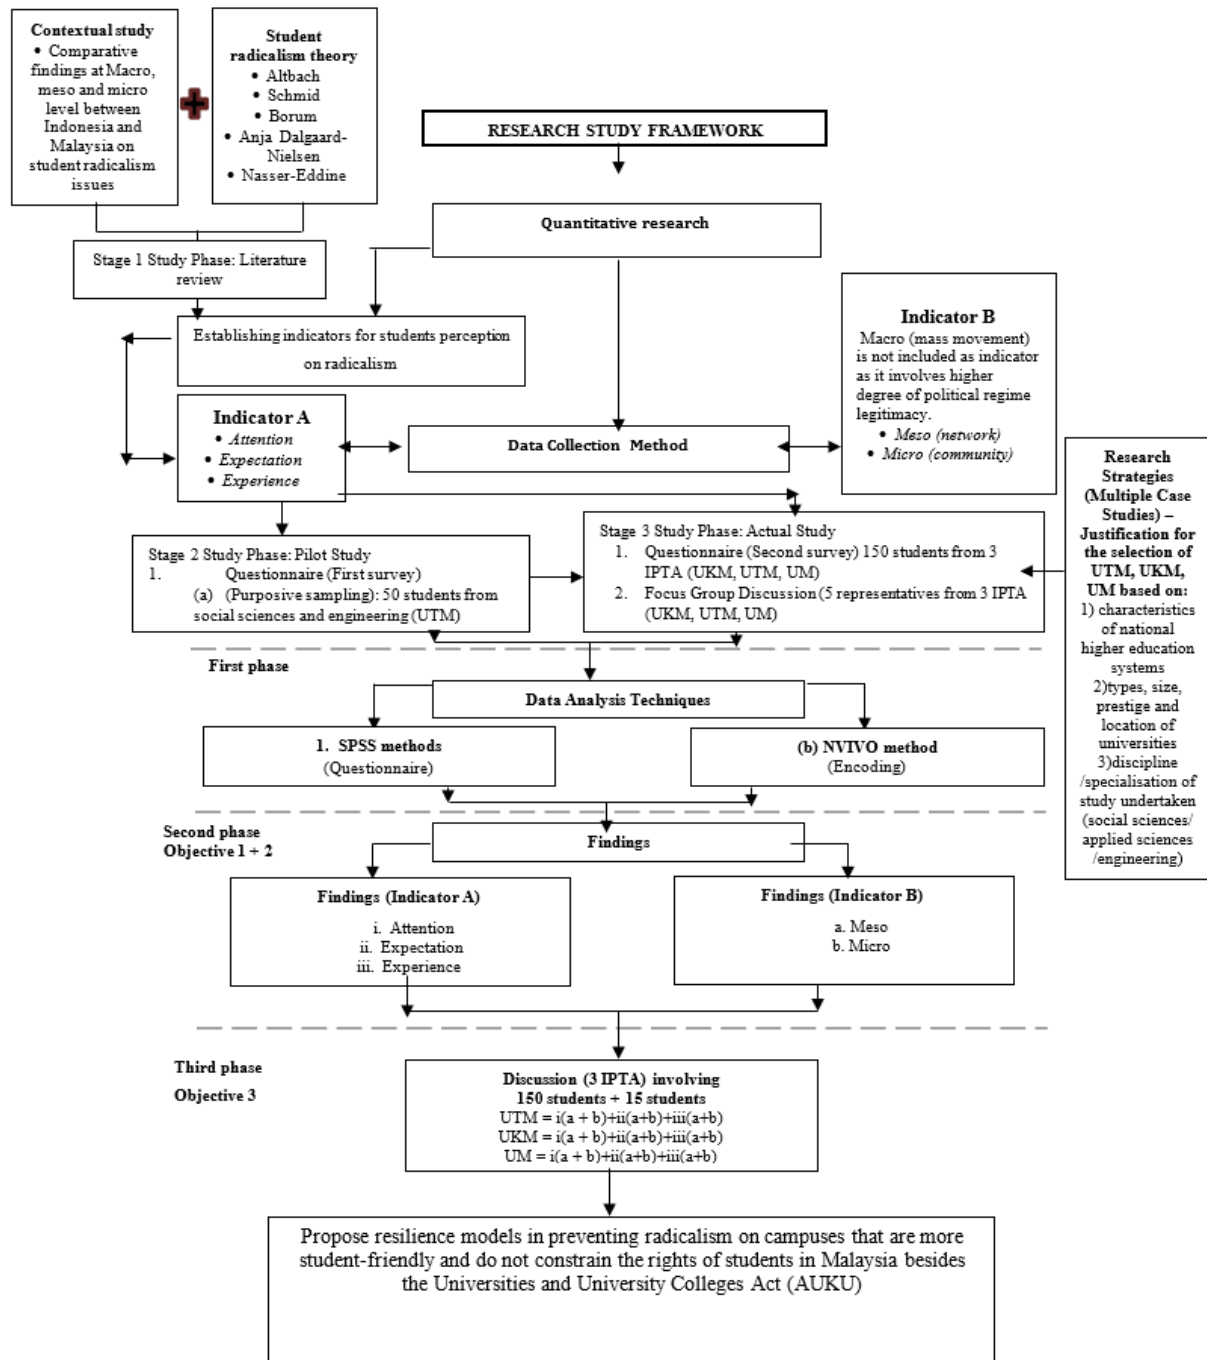 Contextual study
• Comparative
findings at Macro,
meso and micro
level between
Indonesia and
Malaysia on
student radicalism
issues
Student
radicalism theory
• Altbach
• Schmid
• Borum
• Anja Dalgaard-
Nielsen
• Nasser-Eddine
RESEARCH STUDY FRAMEWORK
Quantitative research
Stage 1 Study Phase: Literature
review
Establishing indicators for students perception
on radicalism
Indicator B
Macro (mass movement)
is not included as indicator
as it involves higher
degree of political regime
legitimacy.
• Meso (network)
• Micro (community)
Indicator A
• Attention
• Expectation
• Experience
Data Collection Method
Research
Strategies
(Multiple Case
Studies) –
Justification for
the selection of
UTM, UKM,
UM based on:
1) characteristics
of national
higher education
systems
2)types, size,
prestige and
location of
universities
3)discipline
/specialisation of
study undertaken
(social sciences/
applied sciences
/engineering)
Stage 2 Study Phase: Pilot Study
1. Questionnaire (First survey)
(a) (Purposive sampling): 50 students from
social sciences and engineering (UTM)
Stage 3 Study Phase: Actual Study
1. Questionnaire (Second survey) 150 students from 3
IPTA (UKM, UTM, UM)
2. Focus Group Discussion (5 representatives from 3 IPTA
(UKM, UTM, UM)
First phase
Data Analysis Techniques
1. SPSS methods
(Questionnaire)
(b) NVIVO method
(Encoding)
Second phase
Objective 1 + 2
Findings
Findings (Indicator A)
i. Attention
ii. Expectation
iii. Experience
Findings (Indicator B)
a. Meso
b. Micro
Third phase
Objective 3
Discussion (3 IPTA) involving
150 students + 15 students
UTM = i(a + b)+ii(a+b)+iii(a+b)
UKM = i(a + b)+ii(a+b)+iii(a+b)
UM = i(a + b)+ii(a+b)+iii(a+b)
Propose resilience models in preventing radicalism on campuses that are more
student-friendly and do not constrain the rights of students in Malaysia besides
the Universities and University Colleges Act (AUKU)